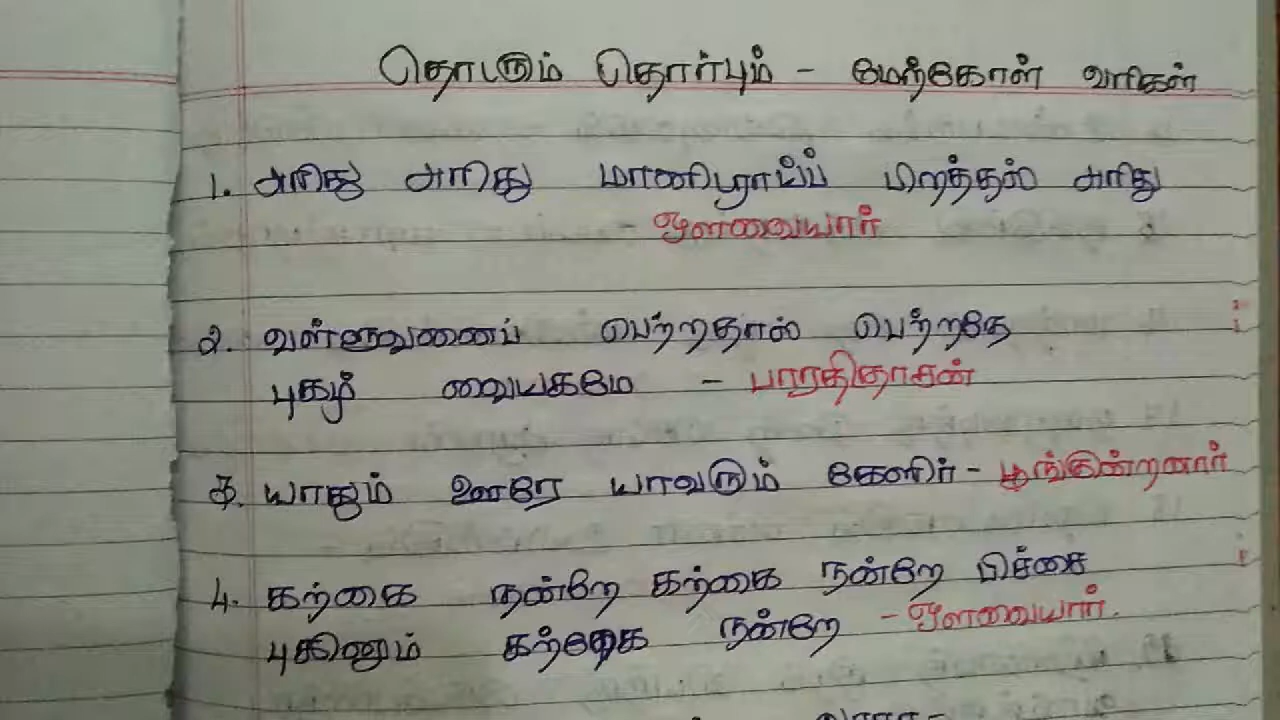 தொடரும் தொடர்பும் - மேற்கோள் வரிகள்
1. அரிது அரிது மானிடராய்ப் பிறத்தல் அரிது
- ஔவையார்
2. வள்ளுவனைப் பெற்றதால் பெற்றதே
புகழ் வையகமே - பாரதிதாசன்
3. யாதும் ஊரே யாவரும் கேளிர் - பூங்குன்றனார்
4. கற்கை நன்றே கற்கை நன்றே பிச்சை
புகினும் கற்கை நன்றே - ஔவையார்.